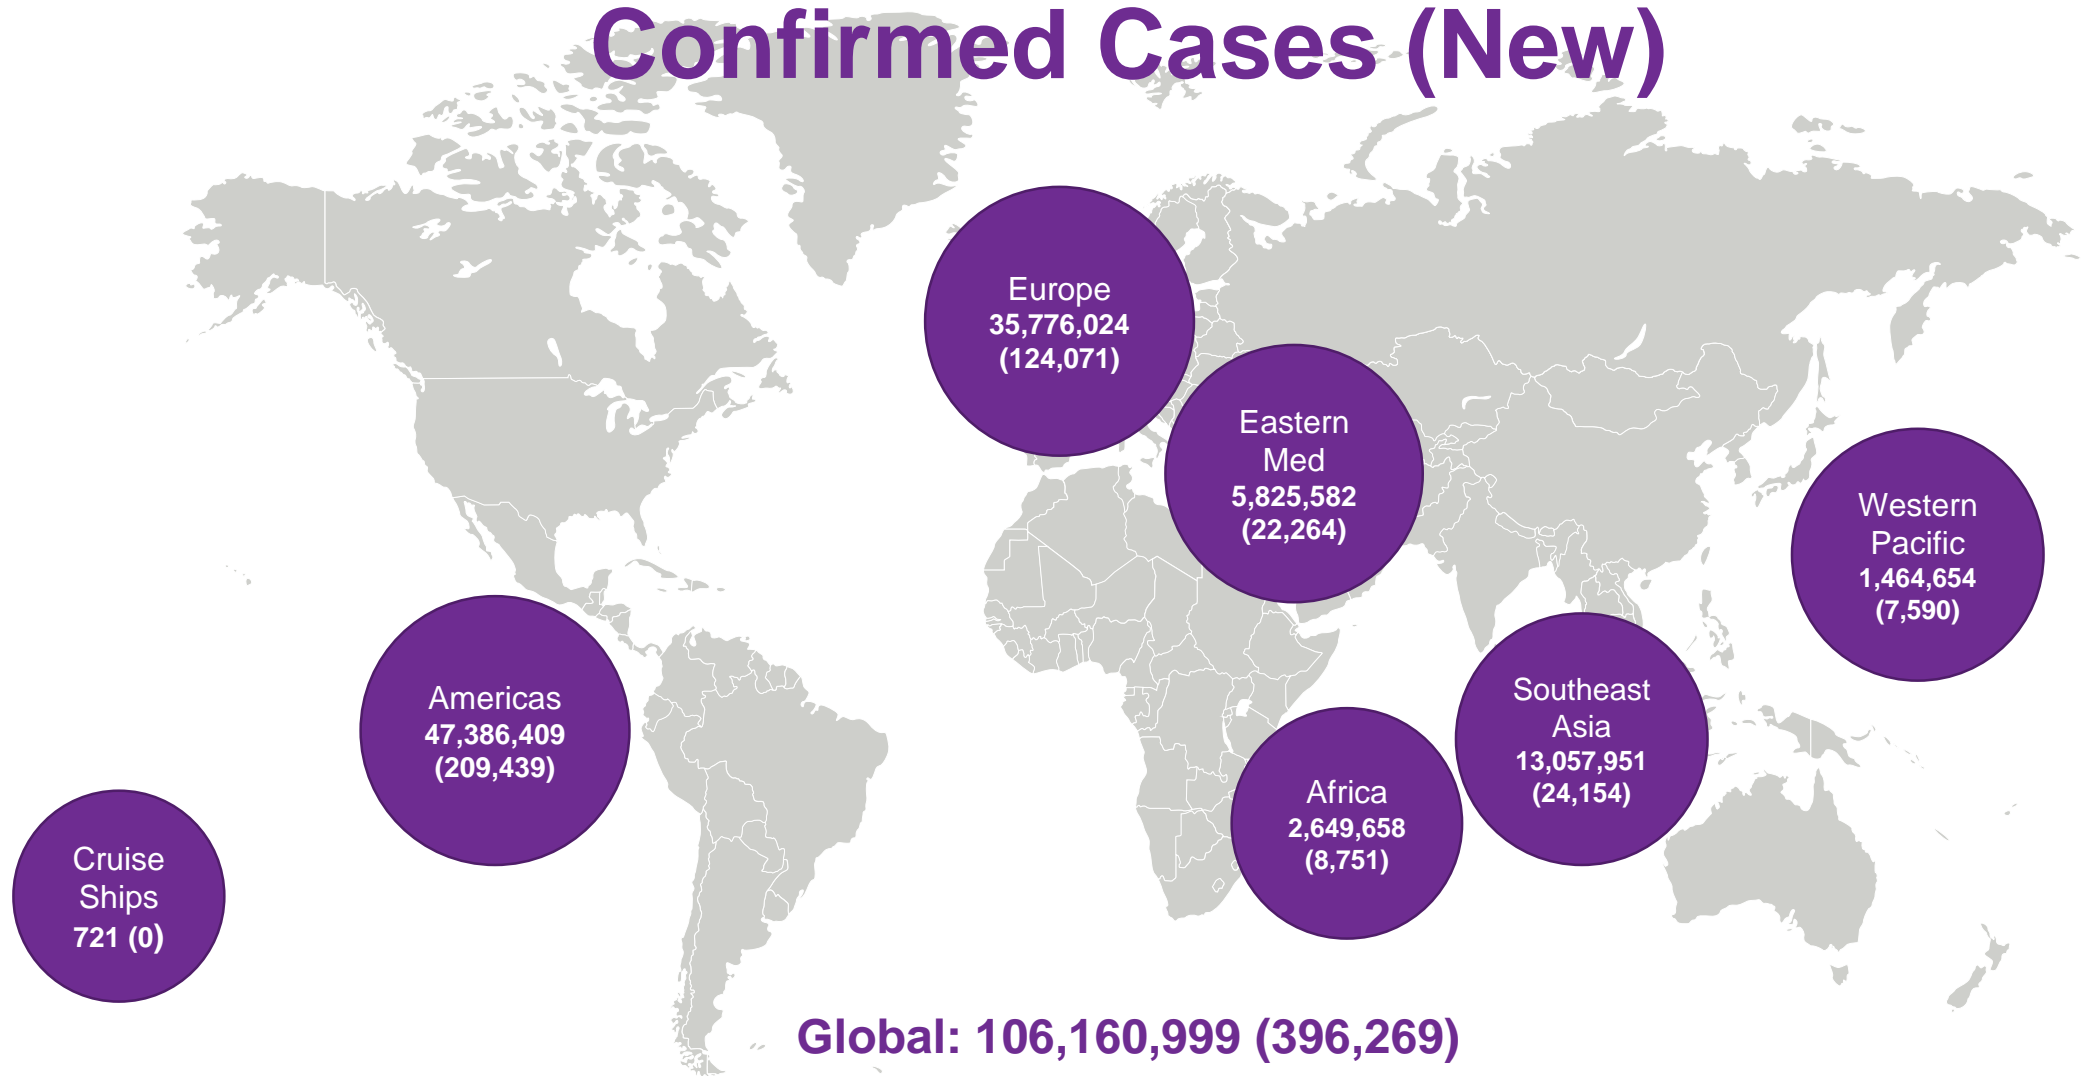 Confirmed Cases (New)
Europe
35,776,024
(124,071)
Eastern
Med
5,825,582
(22,264)
Western
Pacific
1,464,654
(7,590)
Americas
47,386,409
(209,439)
Southeast
Asia
13,057,951
(24,154)
Africa
2,649,658
(8,751)
Cruise
Ships
721 (0)
Global: 106,160,999 (396,269)